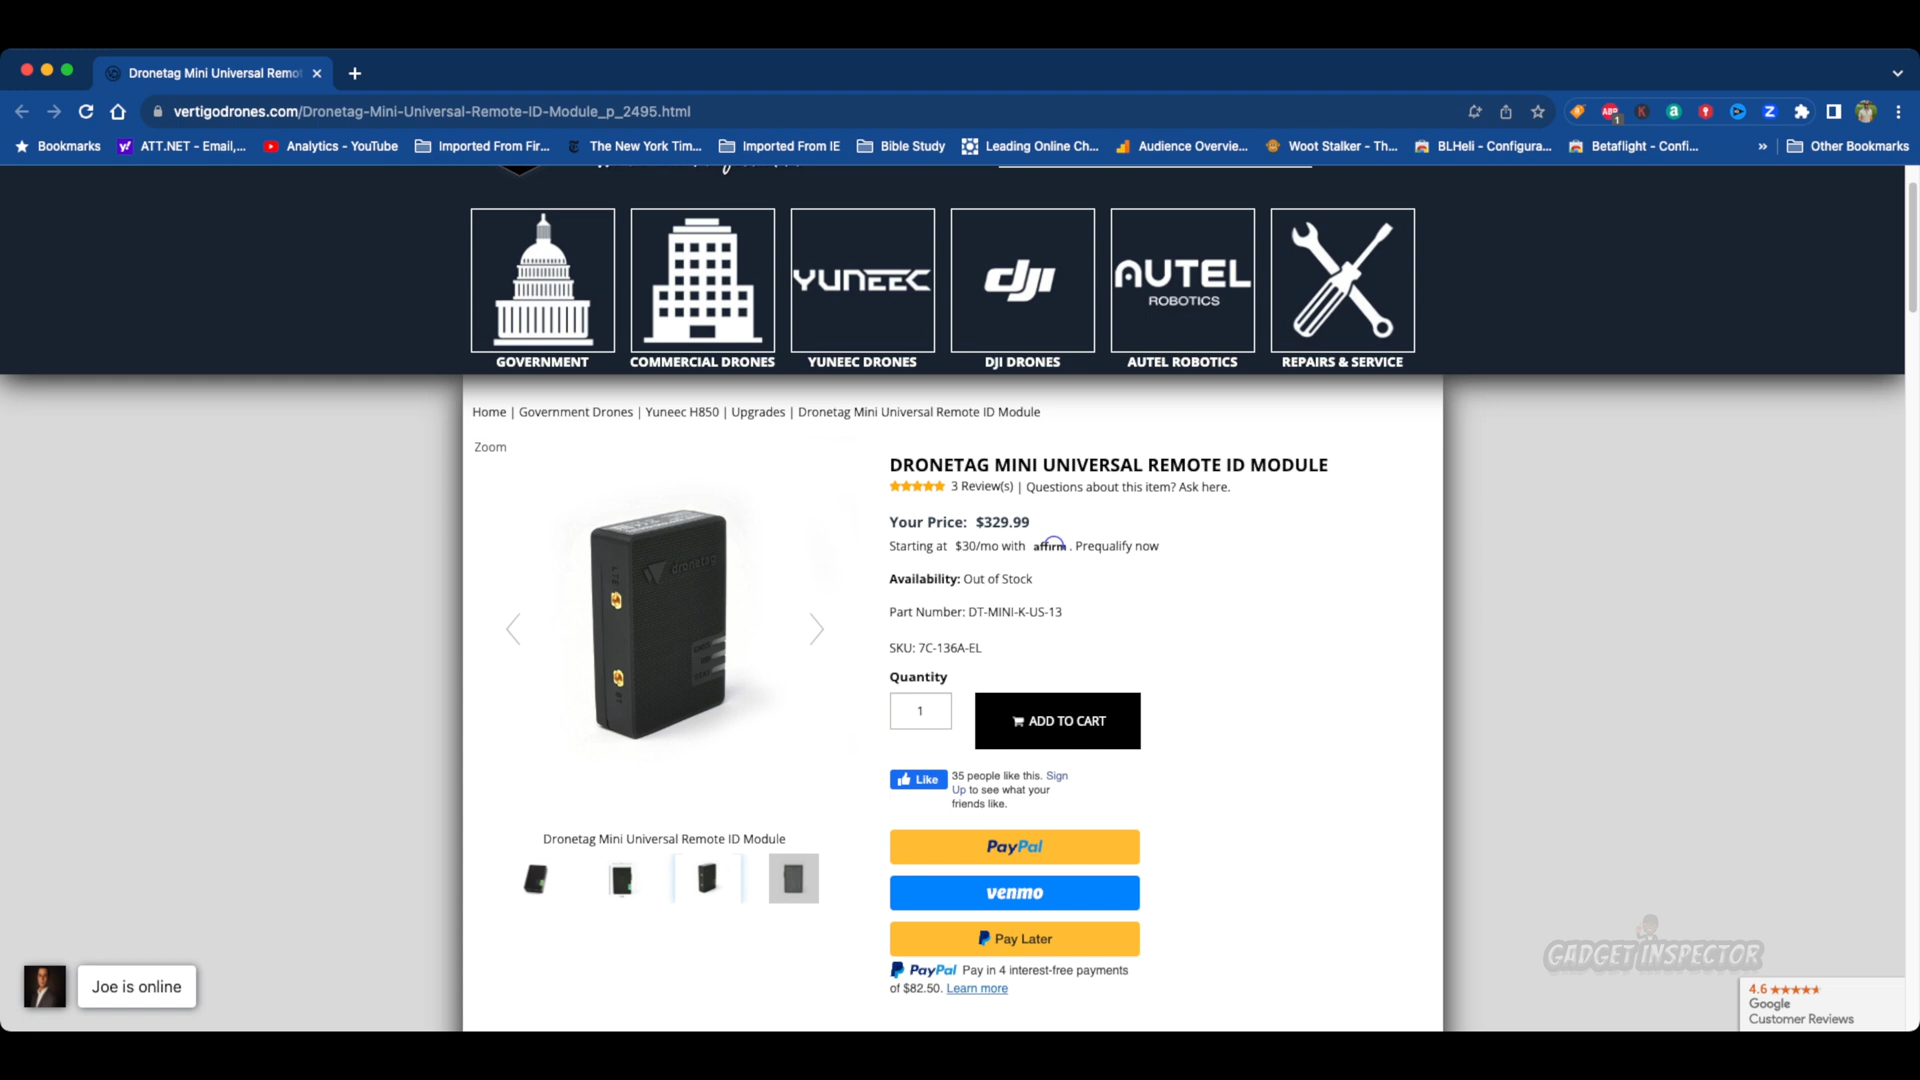 Dronetag Mini Universal Remot
vertigodrones.com/Dronetag-Mini-Universal-Remote-ID-Module_p_2495.html
ABP
1
K
a
Z
Bookmarks
y!
ATT.NET - Email,...
Analytics - YouTube
Imported From Fir...
The New York Tim...
Imported From IE
Bible Study
Leading Online Ch...
Audience Overvie...
Woot Stalker - Th...
BLHeli - Configura...
Betaflight - Confi...
»
Other Bookmarks
YUNEEC
dji
AUTEL
ROBOTICS
GOVERNMENT
COMMERCIAL DRONES
YUNEEC DRONES
DJI DRONES
AUTEL ROBOTICS
REPAIRS & SERVICE
Home | Government Drones | Yuneec H850 | Upgrades | Dronetag Mini Universal Remote ID Module
Zoom
dronetag
LTE
BT
DRONETAG MINI UNIVERSAL REMOTE ID MODULE
3 Review(s) | Questions about this item? Ask here.
Your Price: $329.99
Starting at $30/mo with affirm . Prequalify now
Availability: Out of Stock
Part Number: DT-MINI-K-US-13
SKU: 7C-136A-EL
Quantity
1
ADD TO CART
Like
35 people like this. Sign
Up to see what your
friends like.
PayPal
venmo
Pay Later
PayPal Pay in 4 interest-free payments
of $82.50. Learn more
Dronetag Mini Universal Remote ID Module
Joe is online
GADGET INSPECTOR
4.6
Google
Customer Reviews